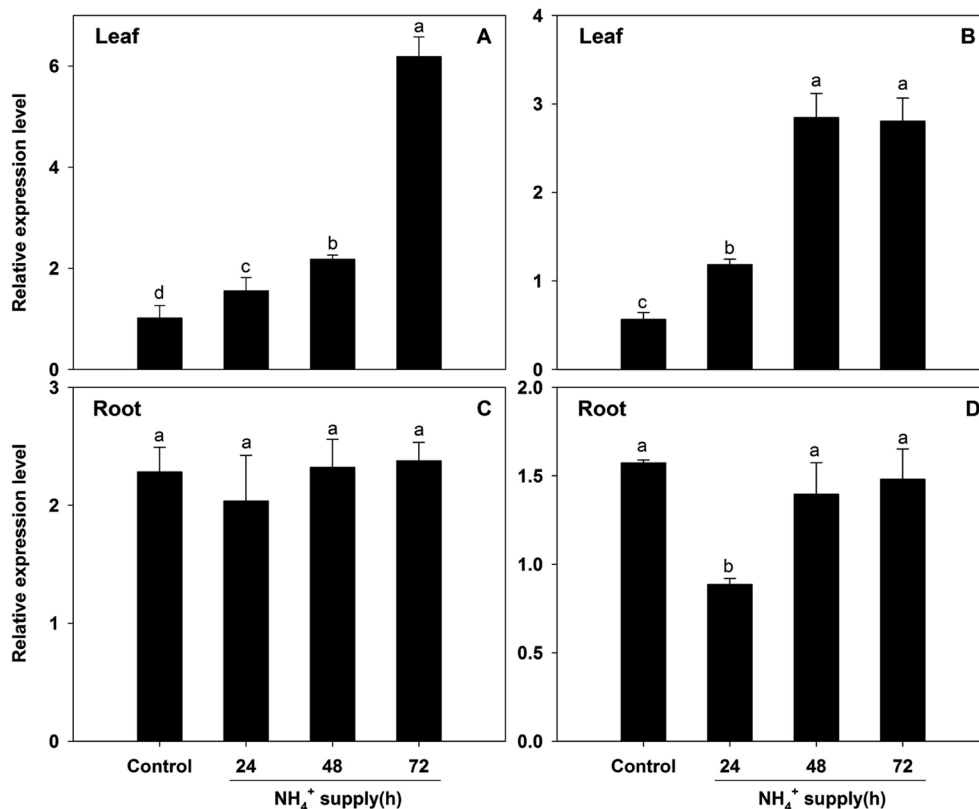 Leaf A
Relative expression level
6
4
2
0
d c b a
Leaf B
4
3
2
1
0
c b a a
Root C
Relative expression level
3
2
1
0
a a a a
Control 24 48 72
NH₄⁺ supply(h)
Root D
2.0
1.5
1.0
0.5
0.0
a b a a
Control 24 48 72
NH₄⁺ supply(h)